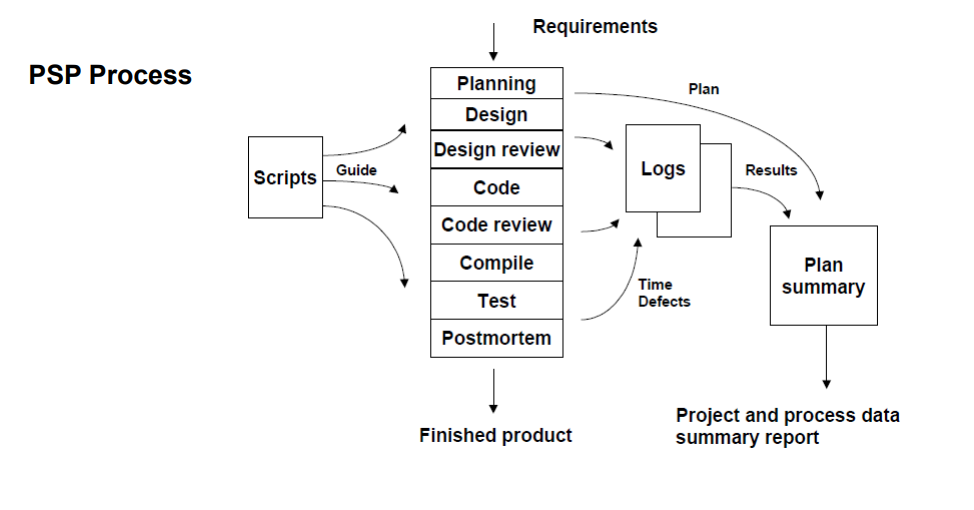 PSP Process
Requirements
Planning
Design
Design review
Code
Code review
Compile
Test
Postmortem
Scripts
Guide
Plan
Logs
Results
Time
Defects
Plan
summary
Finished product
Project and process data
summary report